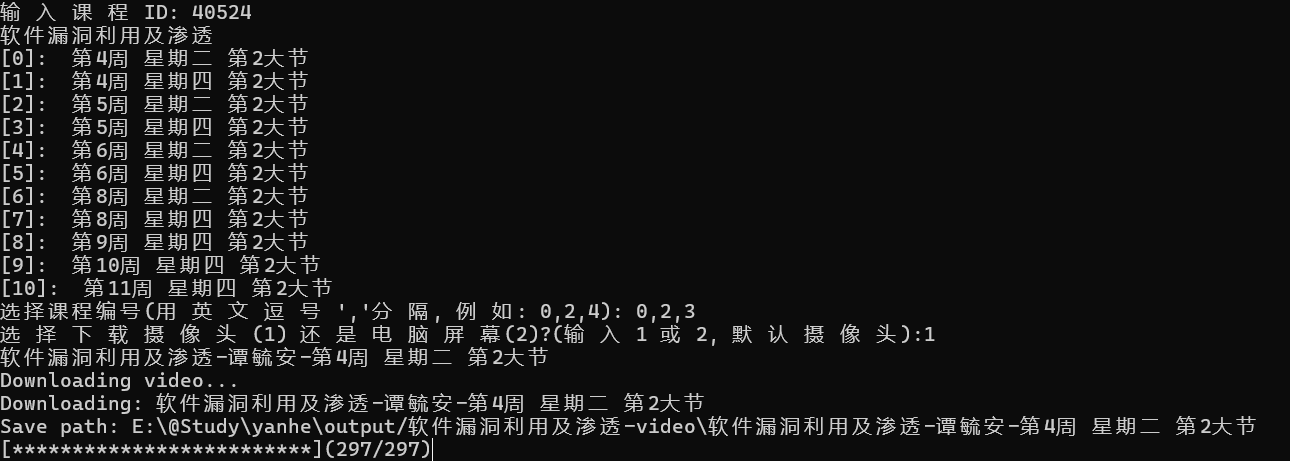 输入课程 ID: 40524
软件漏洞利用及渗透
[0]: 第4周 星期二 第2大节
[1]: 第4周 星期四 第2大节
[2]: 第5周 星期二 第2大节
[3]: 第5周 星期四 第2大节
[4]: 第6周 星期二 第2大节
[5]: 第6周 星期四 第2大节
[6]: 第8周 星期二 第2大节
[7]: 第8周 星期四 第2大节
[8]: 第9周 星期四 第2大节
[9]: 第10周 星期四 第2大节
[10]: 第11周 星期四 第2大节
选择课程编号(用英文逗号 ','分隔, 例如: 0,2,4): 0,2,3
选择下载摄像头 (1) 还是电脑屏幕(2)?(输入 1 或 2, 默认摄像头):1
软件漏洞利用及渗透-谭毓安-第4周 星期二 第2大节
Downloading video...
Downloading: 软件漏洞利用及渗透-谭毓安-第4周 星期二 第2大节
Save path: E:\@Study\yanhe\output/软件漏洞利用及渗透-video\软件漏洞利用及渗透-谭毓安-第4周 星期二 第2大节
[*************************](297/297)